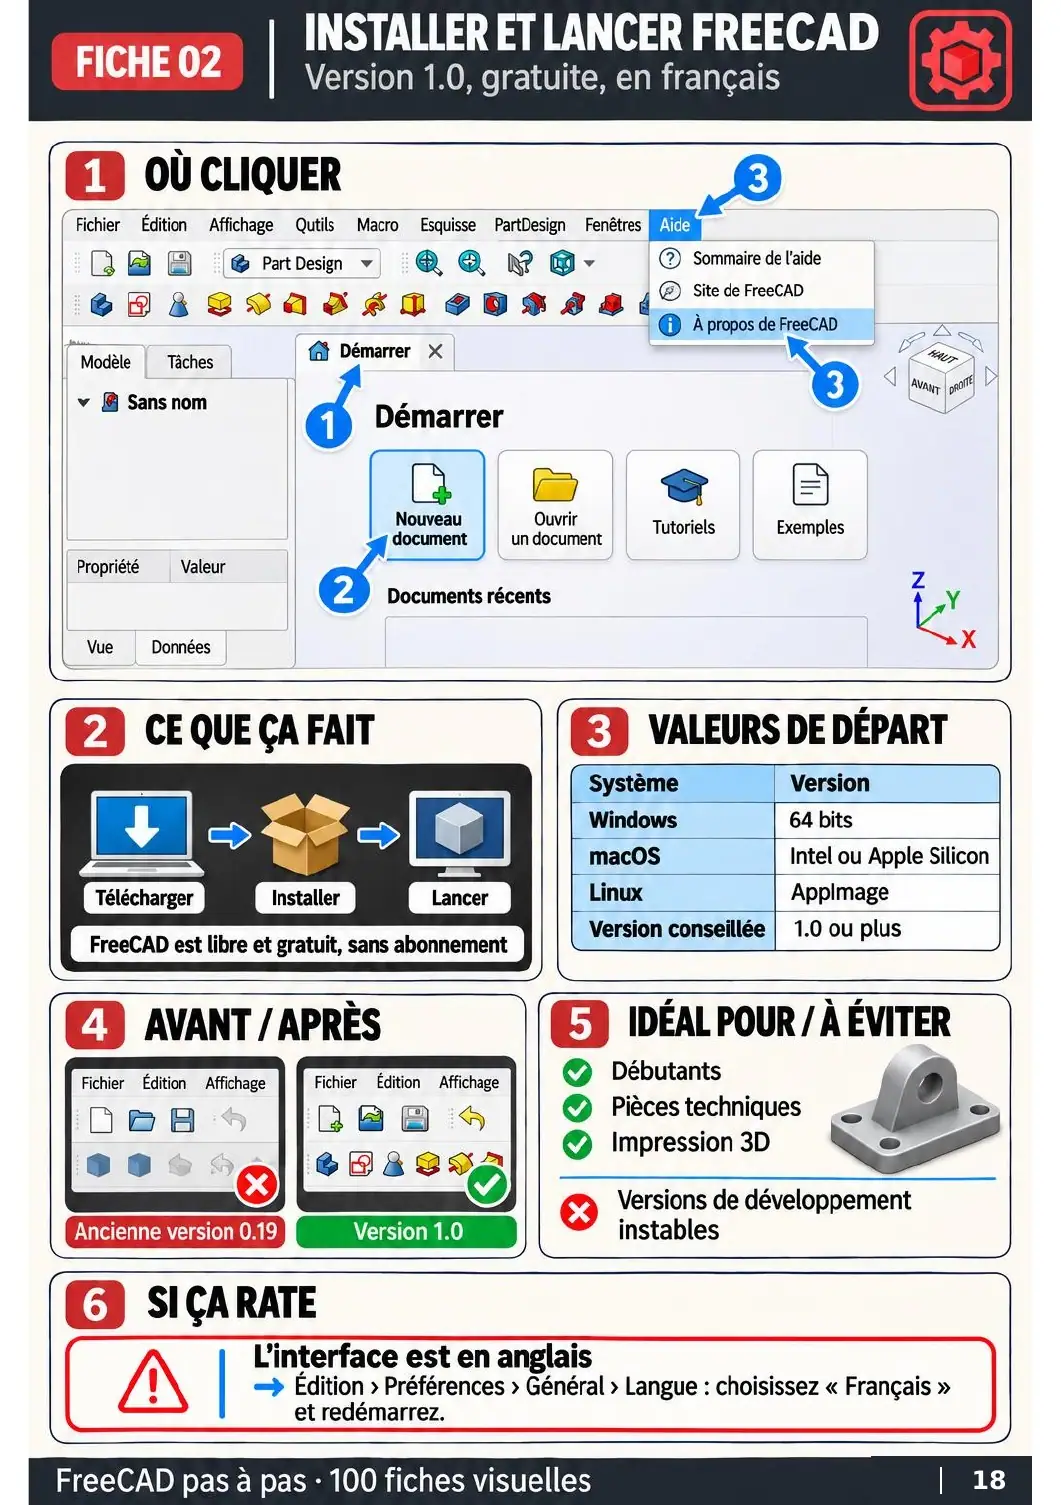 FICHE 02
INSTALLER ET LANCER FREECAD
Version 1.0, gratuite, en français
1 OÙ CLIQUER
3
Fichier Édition Affichage Outils Macro Esquisse PartDesign Fenêtres Aide
Part Design
Sommaire de l'aide
Site de FreeCAD
À propos de FreeCAD
3
Modèle Tâches
Démarrer
Sans nom
1
HAUT
AVANT DROITE
Démarrer
Nouveau document
Ouvrir un document
Tutoriels
Exemples
2
Propriété Valeur
Documents récents
Vue Données
Z
Y
X
2 CE QUE ÇA FAIT
Télécharger
Installer
Lancer
FreeCAD est libre et gratuit, sans abonnement
3 VALEURS DE DÉPART
Système Version
Windows 64 bits
macOS Intel ou Apple Silicon
Linux AppImage
Version conseillée 1.0 ou plus
4 AVANT / APRÈS
Fichier Édition Affichage
Ancienne version 0.19
Fichier Édition Affichage
Version 1.0
5 IDÉAL POUR / À ÉVITER
Débutants
Pièces techniques
Impression 3D
Versions de développement
instables
6 SI ÇA RATE
L'interface est en anglais
Édition › Préférences › Général › Langue : choisissez « Français »
et redémarrez.
FreeCAD pas à pas · 100 fiches visuelles
18